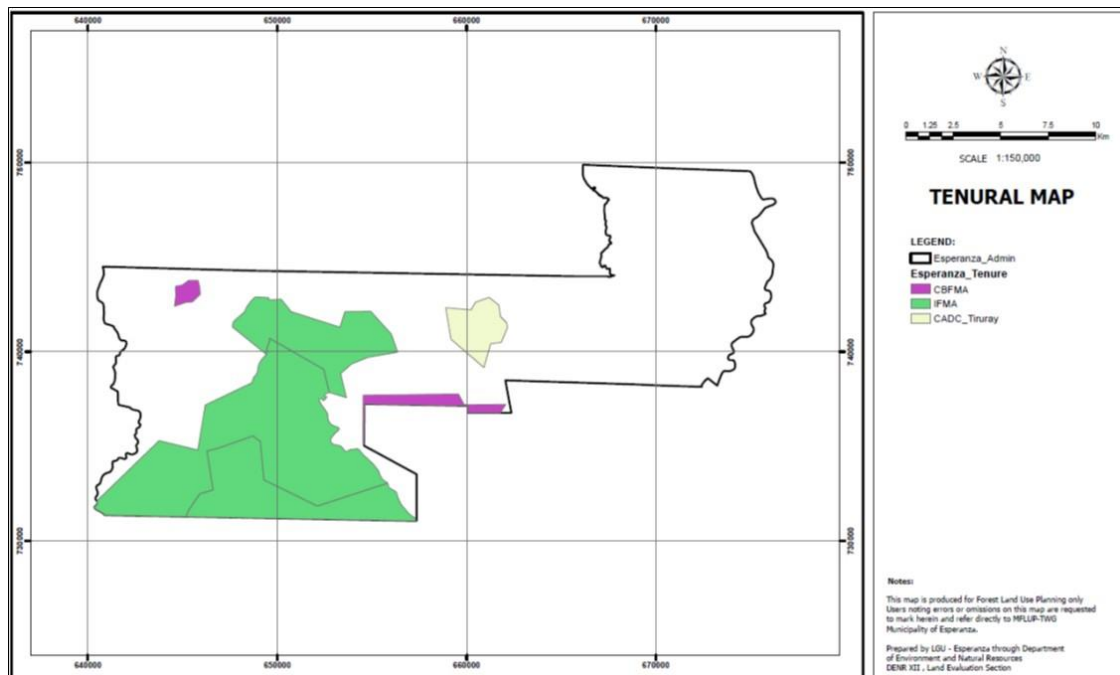 640000 650000 660000 670000
750000 750000
740000 740000
730000 730000
640000 650000 660000 670000
N
W E
S
0 1.25 2.5 5 7.5 10
Km
SCALE 1:150,000
TENURAL MAP
LEGEND:
Esperanza_Admin
Esperanza_Tenure
CBFMA
IFMA
CADC_Tiruray
Notes:
This map is produced for Forest Land Use Planning only
Users noting errors or omissions on this map are requested
to mark herein and refer directly to MFLUP-TWG
Municipality of Esperanza.
Prepared by LGU - Esperanza through Department
of Environment and Natural Resources
DENR XII , Land Evaluation Section